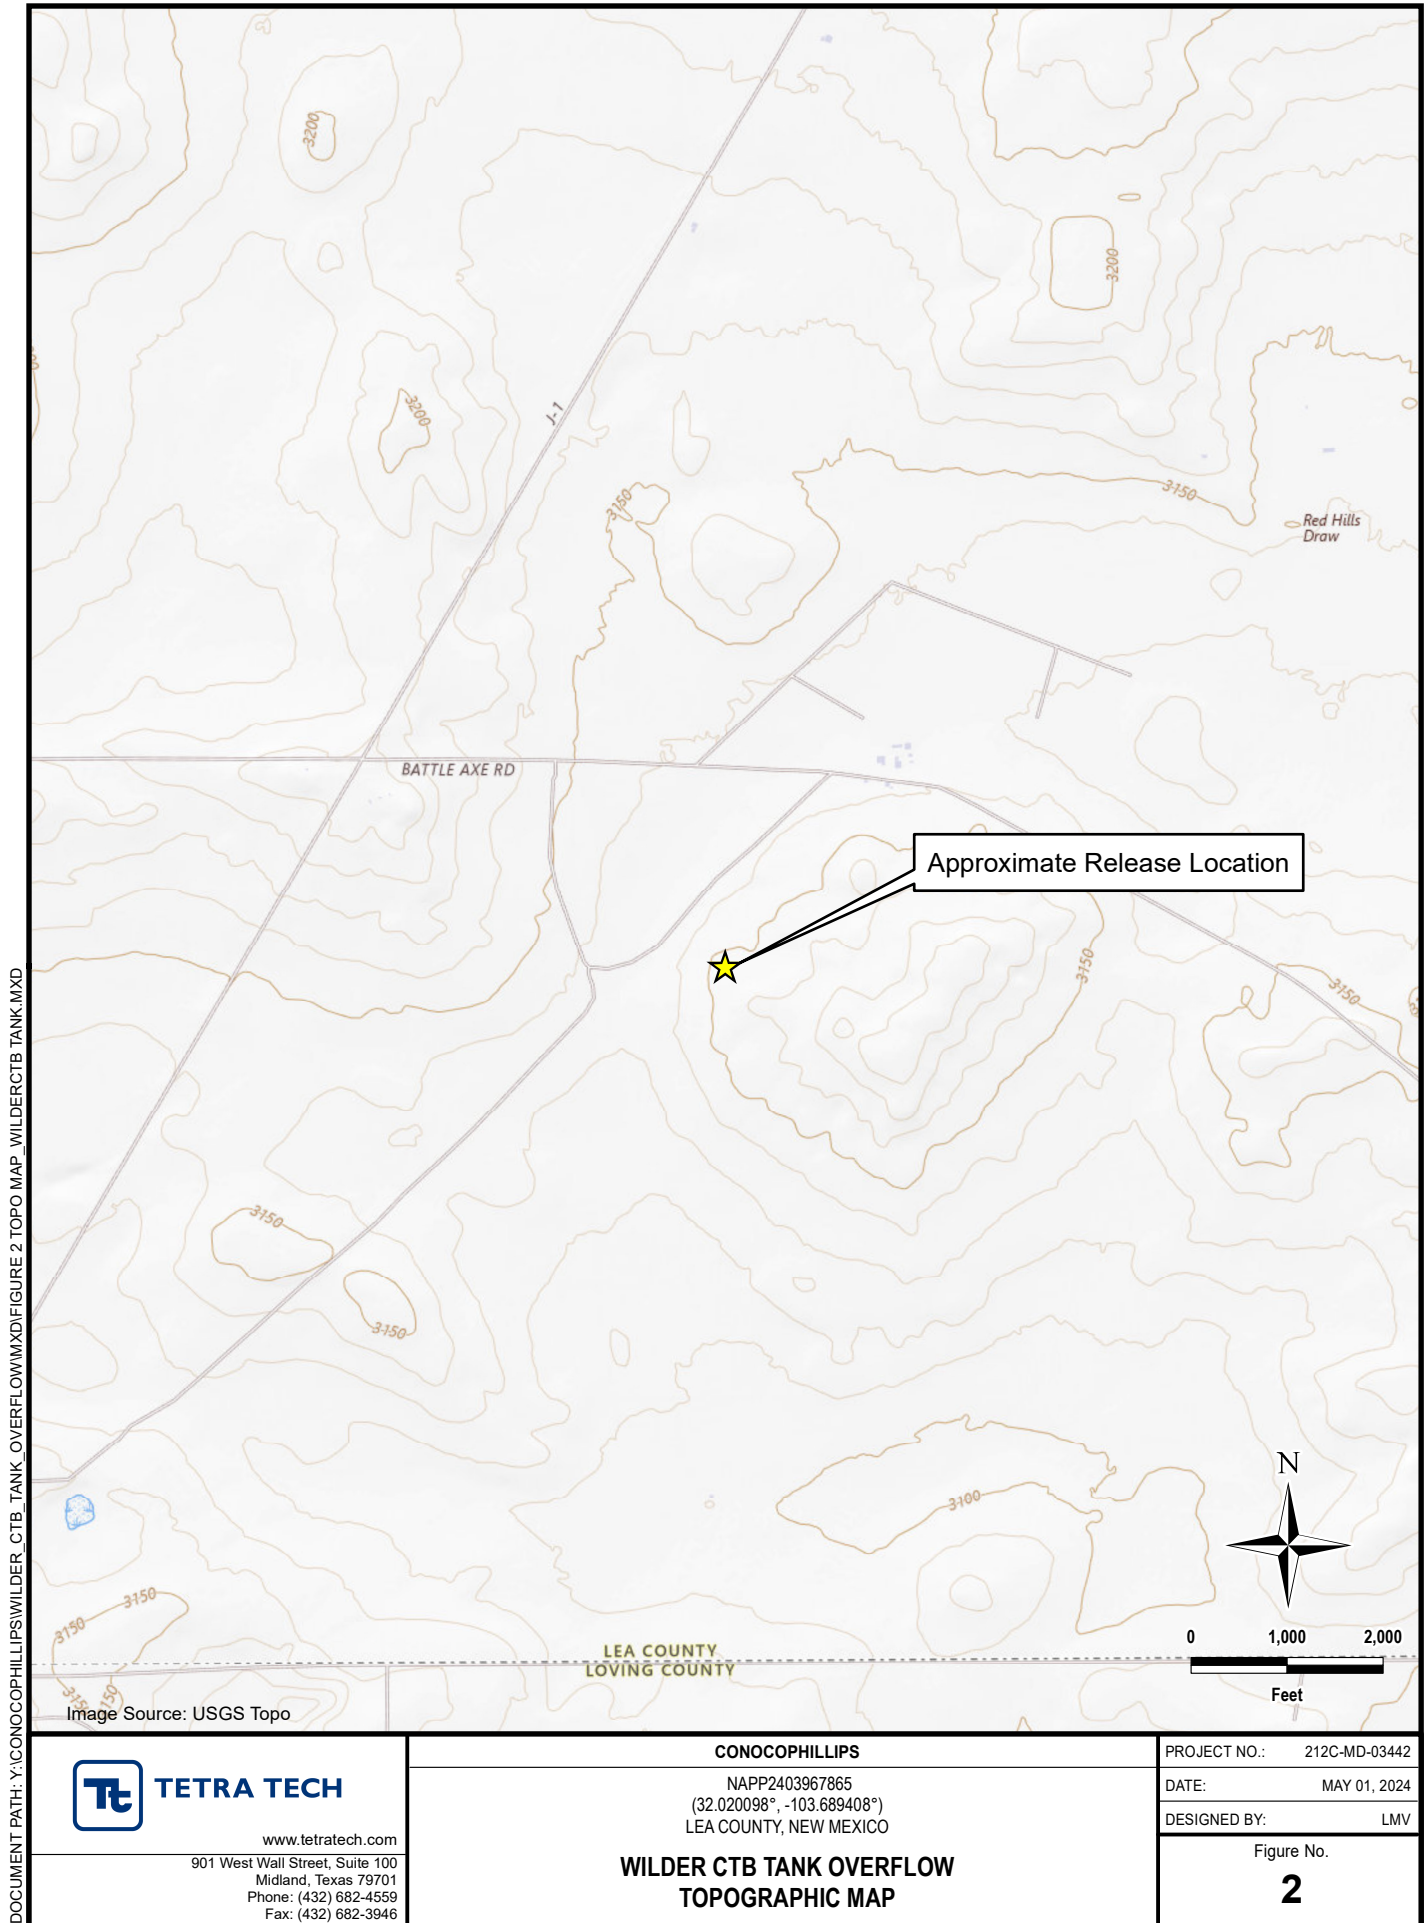 3200
3200
3200
J-1
3150
3150
Red Hills
Draw
BATTLE AXE RD
Approximate Release Location
3150
3150
3150
3150
3100
N
3150
3150
3150
150
LEA COUNTY
LOVING COUNTY
0 1,000 2,000
Feet
Image Source: USGS Topo
DOCUMENT PATH: Y:\CONOCOPHILLIPS\WILDER_CTB_TANK_OVERFLOW\MXD\FIGURE 2 TOPO MAP_WILDERCTB TANK.MXD
Tt TETRA TECH
www.tetratech.com
901 West Wall Street, Suite 100
Midland, Texas 79701
Phone: (432) 682-4559
Fax: (432) 682-3946
CONOCOPHILLIPS
NAPP2403967865
(32.020098°, -103.689408°)
LEA COUNTY, NEW MEXICO
WILDER CTB TANK OVERFLOW
TOPOGRAPHIC MAP
PROJECT NO.: 212C-MD-03442
DATE: MAY 01, 2024
DESIGNED BY: LMV
Figure No.
2